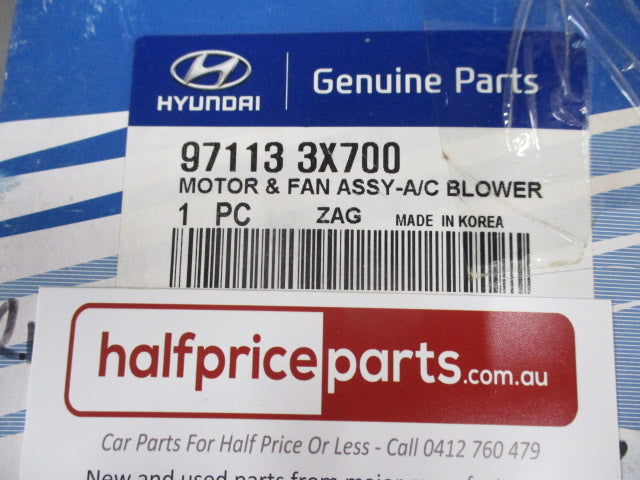 HYUNDAI
Genuine Parts
97113 3X700
MOTOR & FAN ASSY-A/C BLOWER
1 PC ZAG MADE IN KOREA
halfpriceparts.com.au
Car Parts For Half Price Or Less - Call 0412 760 479
New and used parts from major